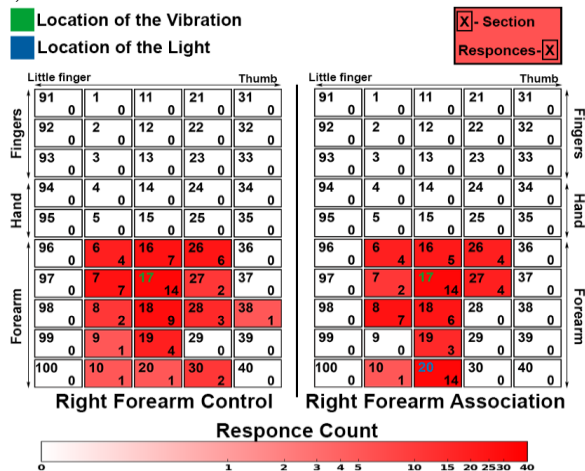 Location of the Vibration
Location of the Light
X - Section
Responces- X
Little finger Thumb Little finger Thumb
91 1 11 21 31 91 1 11 21 31
0 0 0 0 0 0 0 0 0 0
92 2 12 22 32 92 2 12 22 32
0 0 0 0 0 0 0 0 0 0
93 3 13 23 33 93 3 13 23 33
0 0 0 0 0 0 0 0 0 0
94 4 14 24 34 94 4 14 24 34
0 0 0 0 0 0 0 0 0 0
95 5 15 25 35 95 5 15 25 35
0 0 0 0 0 0 0 0 0 0
96 6 16 26 36 96 6 16 26 36
0 4 7 6 0 0 4 5 4 0
97 7 17 27 37 97 7 17 27 37
0 7 14 2 0 0 2 14 4 0
98 8 18 28 38 98 8 18 28 38
0 2 9 3 1 0 7 6 0 0
99 9 19 29 39 99 9 19 29 39
0 1 4 0 0 0 0 3 0 0
100 10 20 30 40 100 10 20 30 40
0 1 1 2 0 0 1 14 0 0
Fingers
Hand
Forearm
Fingers
Hand
Forearm
Right Forearm Control
Right Forearm Association
Responce Count
0 1 2 3 4 5 10 15 20 25 30 40